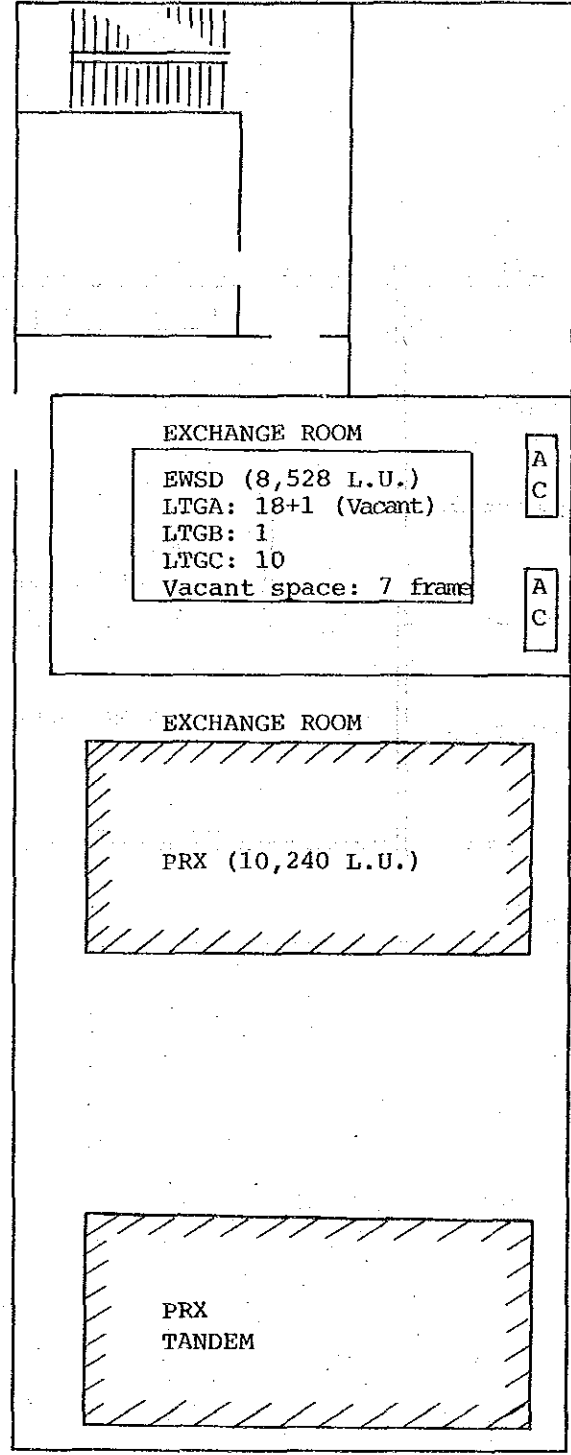 EXCHANGE ROOM
EWSD (8,528 L.U.)
LTGA: 18+1 (Vacant)
LTGB: 1
LTGC: 10
Vacant space: 7 frame
A
C
A
C
EXCHANGE ROOM
PRX (10,240 L.U.)
PRX
TANDEM